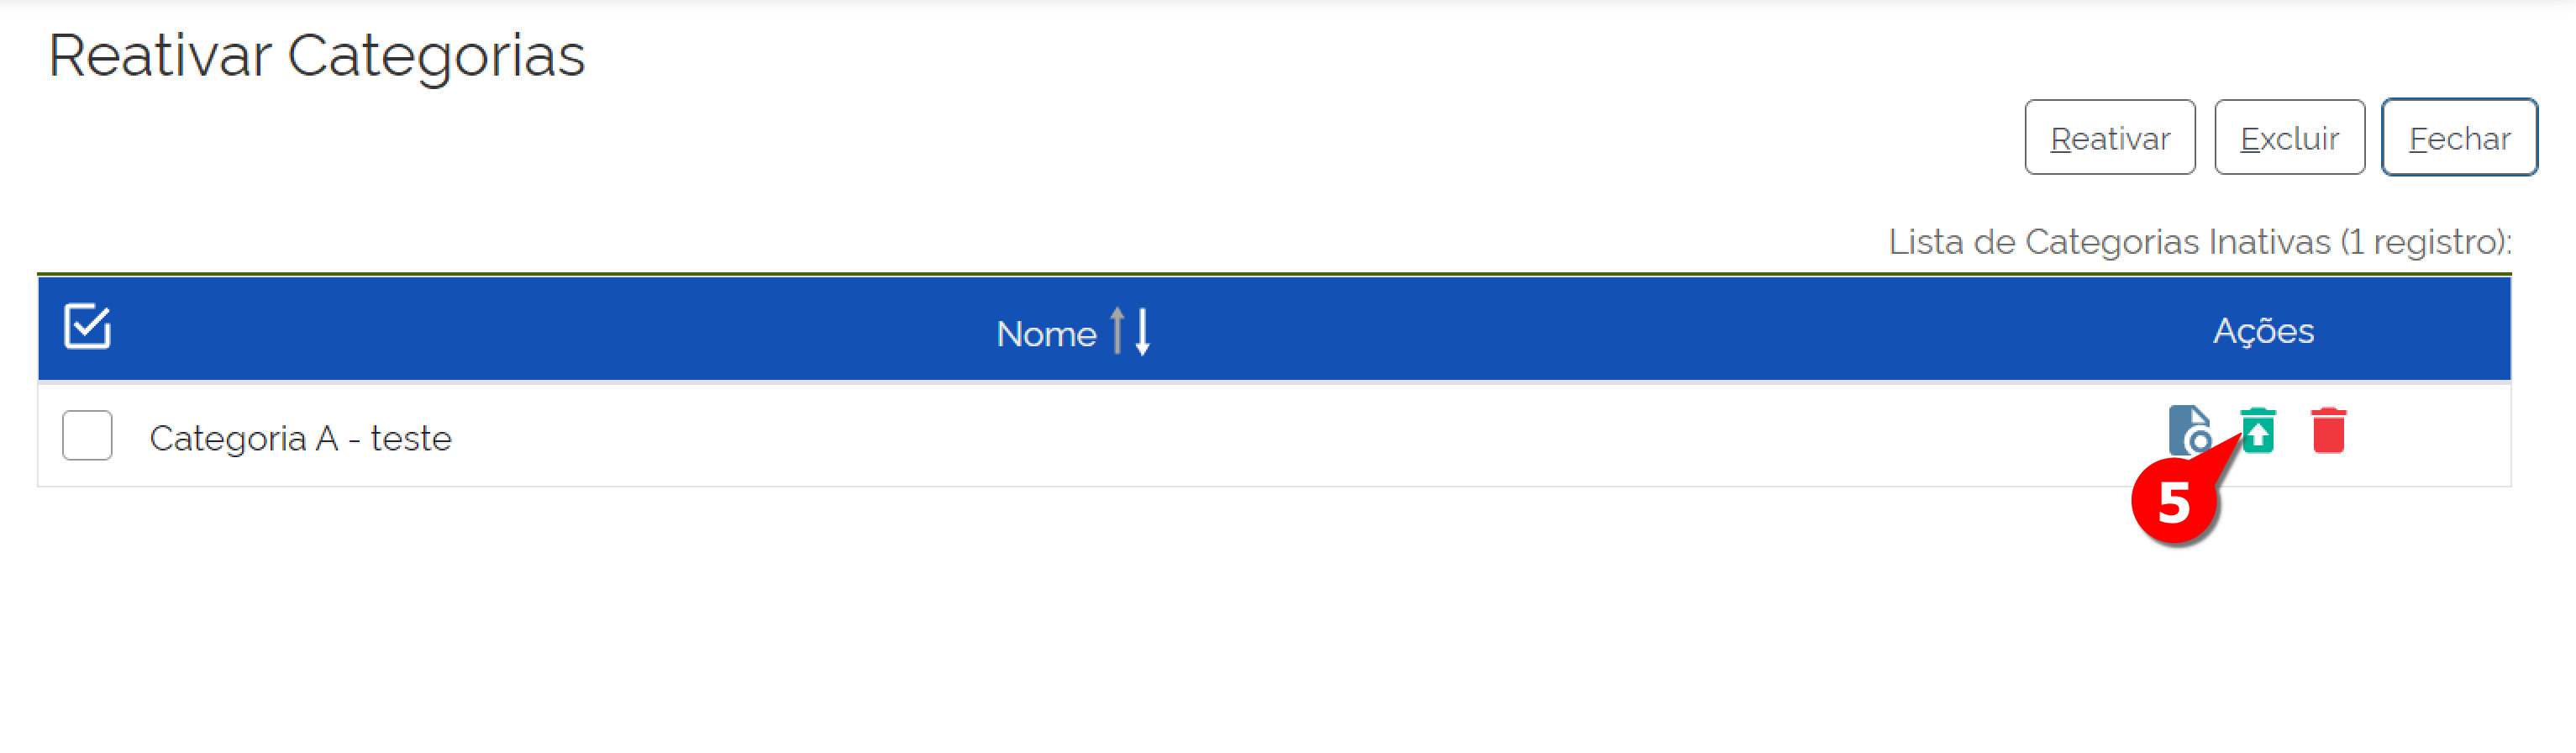 Reativar Categorias
Reativar Excluir Fechar
Lista de Categorias Inativas (1 registro):
Nome Ações
Categoria A - teste
5